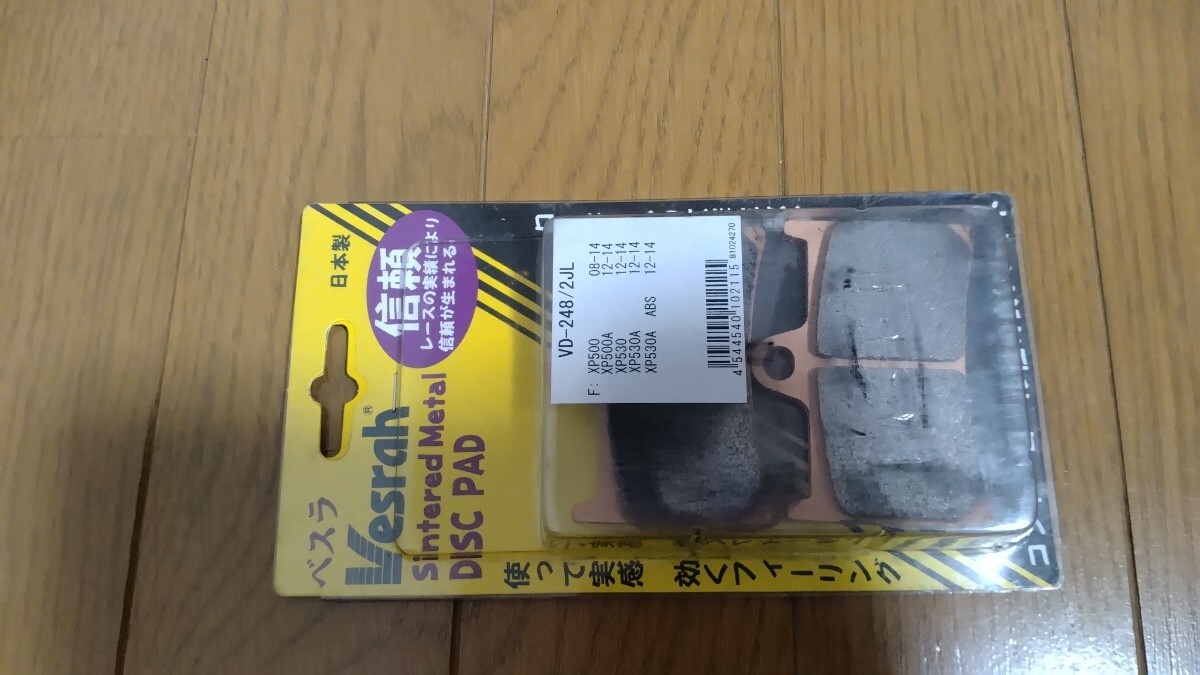 日本製
信頼
レースの実績により
信頼が生まれる!
ベスラ
Vesrah®
Sintered Metal
DISC PAD
使って実感 効くフィーリング
VD-248/2JL
F: XP500 08-14
XP500A 12-14
XP530 12-14
XP530A 12-14
XP530A ABS 12-14
4 544540 102115
81024270